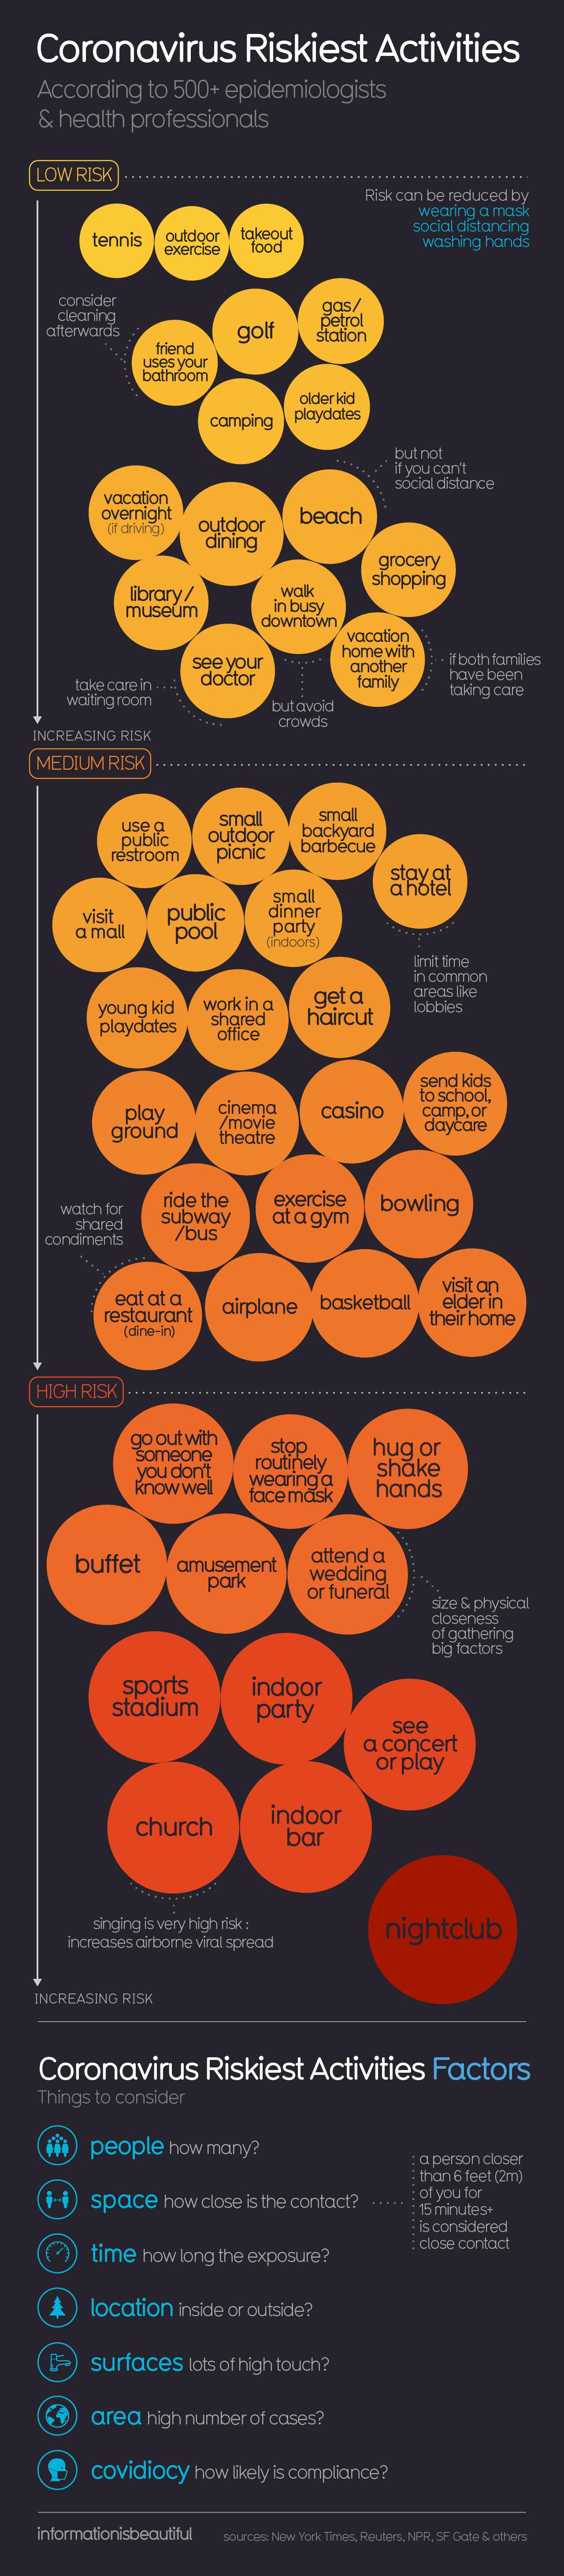 Coronavirus Riskiest Activities
According to 500+ epidemiologists
& health professionals
LOW RISK
Risk can be reduced by
wearing a mask
social distancing
washing hands
tennis
outdoor
exercise
takeout
food
consider
cleaning
afterwards
friend
uses your
bathroom
golf
gas/
petrol
station
camping
older kid
playdates
but not
if you can't
social distance
vacation
overnight
(if driving)
outdoor
dining
beach
grocery
shopping
library/
museum
walk
in busy
downtown
vacation
home with
another
family
if both families
have been
taking care
see your
doctor
take care in
waiting room
but avoid
crowds
INCREASING RISK
MEDIUM RISK
use a
public
restroom
small
outdoor
picnic
small
backyard
barbecue
stay at
a hotel
visit
a mall
public
pool
small
dinner
party
(indoors)
limit time
in common
areas like
lobbies
young kid
playdates
work in a
shared
office
get a
haircut
play
ground
cinema
/movie
theatre
casino
send kids
to school,
camp, or
daycare
watch for
shared
condiments
ride the
subway
/bus
exercise
at a gym
bowling
eat at a
restaurant
(dine-in)
airplane
basketball
visit an
elder in
their home
HIGH RISK
go out with
someone
you don't
know well
stop
routinely
wearing a
face mask
hug or
shake
hands
buffet
amusement
park
attend a
wedding
or funeral
size & physical
closeness
of gathering
big factors
sports
stadium
indoor
party
see
a concert
or play
church
indoor
bar
nightclub
singing is very high risk :
increases airborne viral spread
INCREASING RISK
Coronavirus Riskiest Activities Factors
Things to consider
people how many?
space how close is the contact?
a person closer
than 6 feet (2m)
of you for
15 minutes+
is considered
close contact
time how long the exposure?
location inside or outside?
surfaces lots of high touch?
area high number of cases?
covidiocy how likely is compliance?
informationisbeautiful
sources: New York Times, Reuters, NPR, SF Gate & others